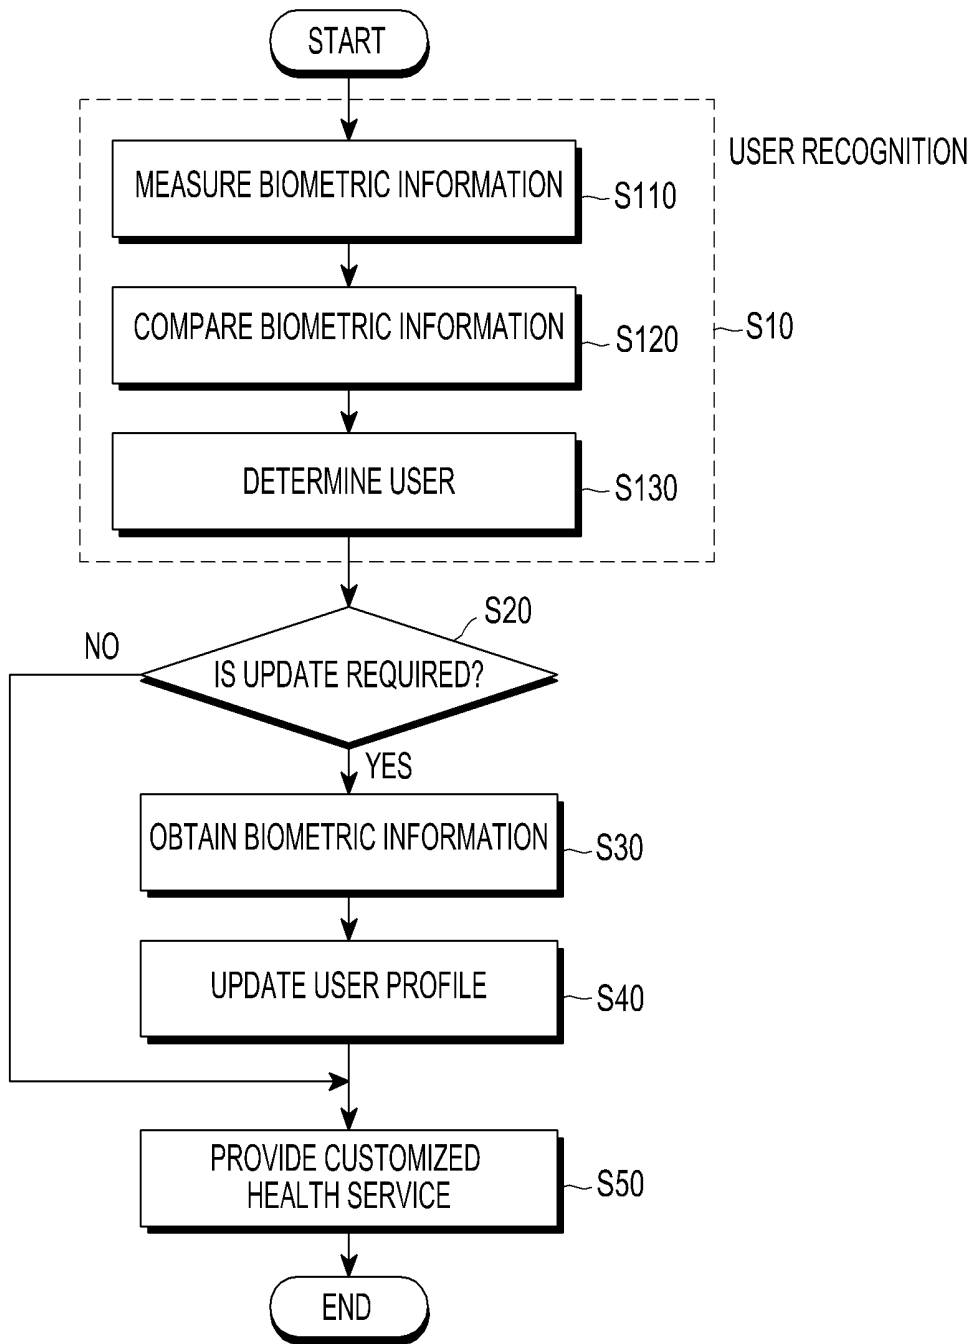 START
USER RECOGNITION
MEASURE BIOMETRIC INFORMATION
S110
COMPARE BIOMETRIC INFORMATION
S120
S10
DETERMINE USER
S130
S20
NO
IS UPDATE REQUIRED?
YES
OBTAIN BIOMETRIC INFORMATION
S30
UPDATE USER PROFILE
S40
PROVIDE CUSTOMIZED
HEALTH SERVICE
S50
END